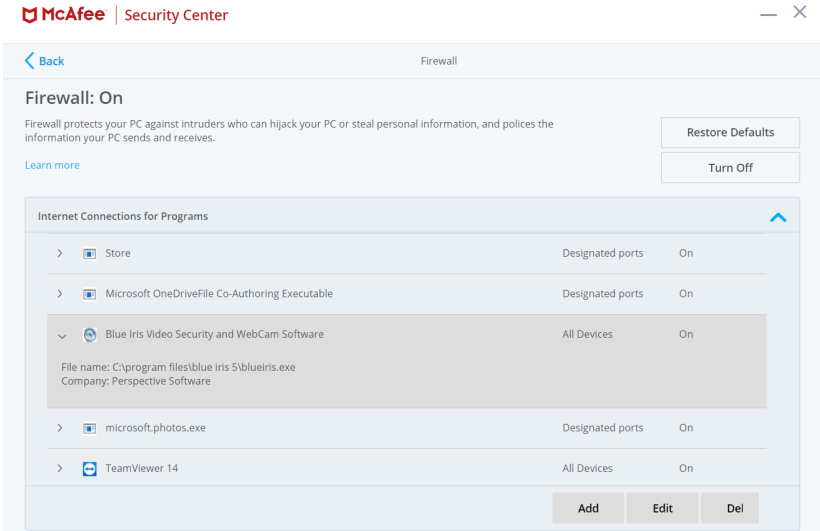 McAfee | Security Center
Back
Firewall
Firewall: On
Firewall protects your PC against intruders who can hijack your PC or steal personal information, and polices the
information your PC sends and receives.
Restore Defaults
Learn more
Turn Off
Internet Connections for Programs
Store Designated ports On
Microsoft OneDriveFile Co-Authoring Executable Designated ports On
Blue Iris Video Security and WebCam Software All Devices On
File name: C:\program files\blue iris 5\blueiris.exe
Company: Perspective Software
microsoft.photos.exe Designated ports On
TeamViewer 14 All Devices On
Add Edit Del